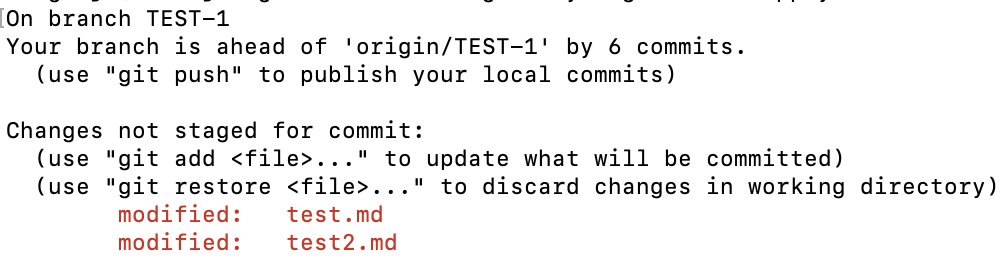 On branch TEST-1
Your branch is ahead of 'origin/TEST-1' by 6 commits.
  (use "git push" to publish your local commits)

Changes not staged for commit:
  (use "git add <file>..." to update what will be committed)
  (use "git restore <file>..." to discard changes in working directory)
        modified:   test.md
        modified:   test2.md